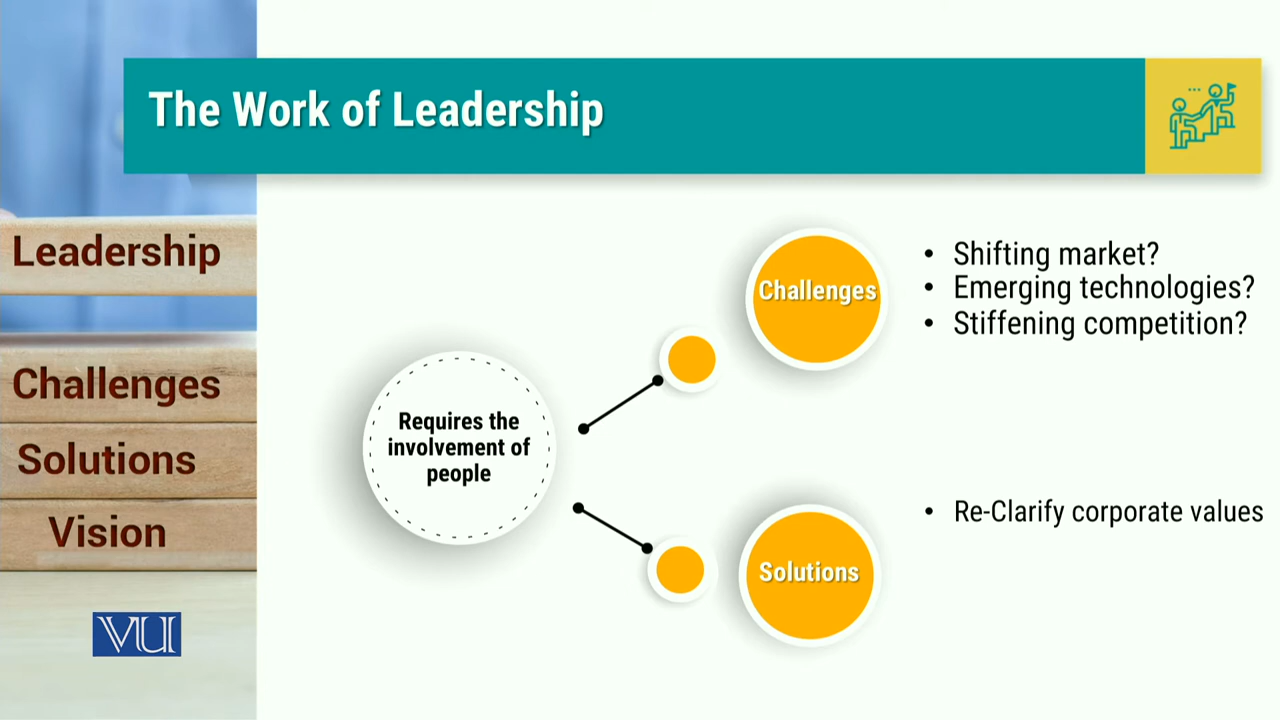 The Work of Leadership
Leadership
Challenges
Solutions
Vision
VU
Requires the
involvement of
people
Challenges
• Shifting market?
• Emerging technologies?
• Stiffening competition?
Solutions
• Re-Clarify corporate values